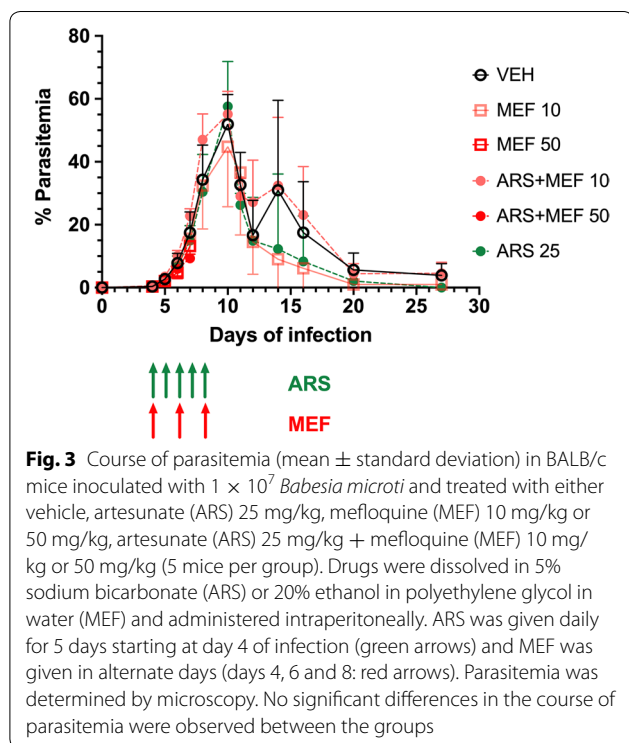 80
60
40
20
0
% Parasitemia
0 5 10 15 20 25 30
Days of infection
VEH
MEF 10
MEF 50
ARS+MEF 10
ARS+MEF 50
ARS 25
ARS
MEF
Fig. 3 Course of parasitemia (mean ± standard deviation) in BALB/c
mice inoculated with 1 × 10⁷ Babesia microti and treated with either
vehicle, artesunate (ARS) 25 mg/kg, mefloquine (MEF) 10 mg/kg or
50 mg/kg, artesunate (ARS) 25 mg/kg + mefloquine (MEF) 10 mg/
kg or 50 mg/kg (5 mice per group). Drugs were dissolved in 5%
sodium bicarbonate (ARS) or 20% ethanol in polyethylene glycol in
water (MEF) and administered intraperitoneally. ARS was given daily
for 5 days starting at day 4 of infection (green arrows) and MEF was
given in alternate days (days 4, 6 and 8: red arrows). Parasitemia was
determined by microscopy. No significant differences in the course of
parasitemia were observed between the groups